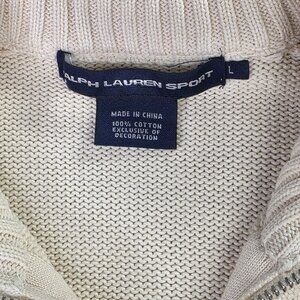 RALPH LAUREN SPORT
L
MADE IN CHINA
100% COTTON
EXCLUSIVE OF
DECORATION